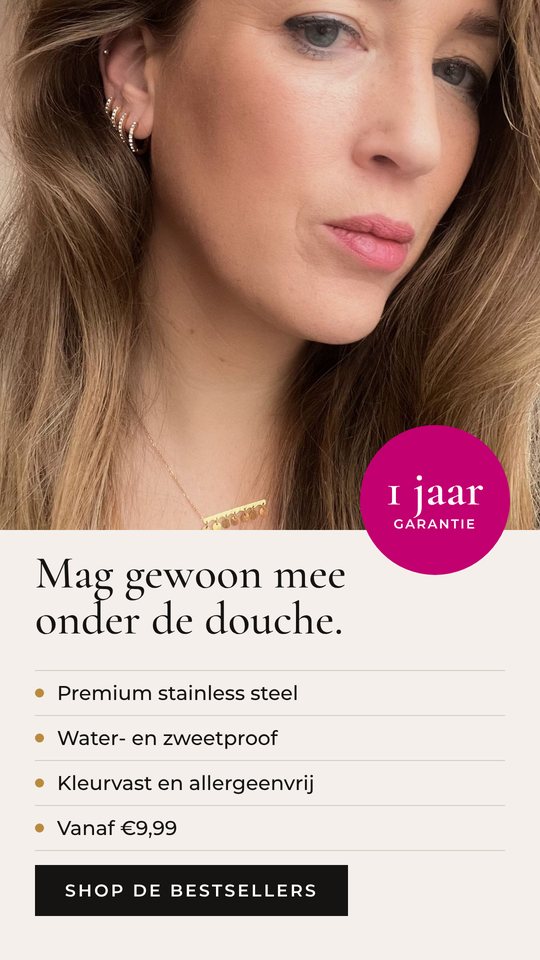 1 jaar
GARANTIE
Mag gewoon mee
onder de douche.
Premium stainless steel
Water- en zweetproof
Kleurvast en allergeenvrij
Vanaf €9,99
SHOP DE BESTSELLERS